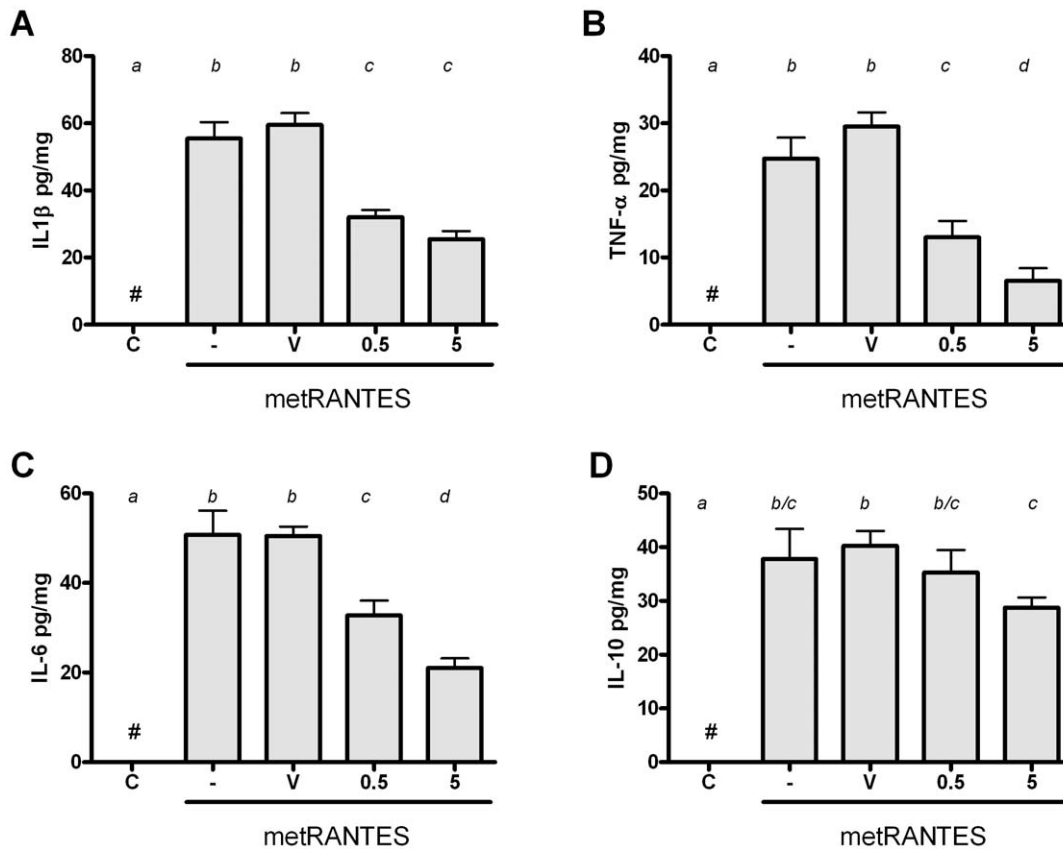 A
IL1β pg/mg
80
60
40
20
0
a b b c c
#
C - V 0.5 5
metRANTES
B
TNF-α pg/mg
40
30
20
10
0
a b b c d
#
C - V 0.5 5
metRANTES
C
IL-6 pg/mg
60
40
20
0
a b b c d
#
C - V 0.5 5
metRANTES
D
IL-10 pg/mg
50
40
30
20
10
0
a b/c b b/c c
#
C - V 0.5 5
metRANTES